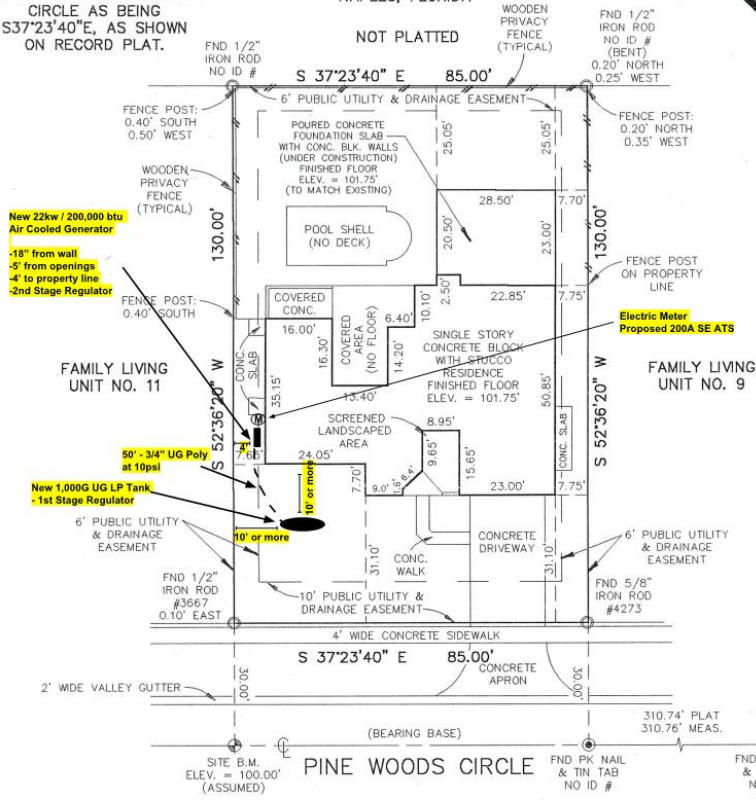 CIRCLE AS BEING
S37°23'40"E, AS SHOWN
ON RECORD PLAT.
NAPLES, FLORIDA
NOT PLATTED
WOODEN
PRIVACY
FENCE
(TYPICAL)
FND 1/2"
IRON ROD
NO ID #
(BENT)
0.20' NORTH
0.25' WEST
FND 1/2"
IRON ROD
NO ID #
S 37°23'40" E 85.00'
6' PUBLIC UTILITY & DRAINAGE EASEMENT
FENCE POST:
0.40' SOUTH
0.50' WEST
POURED CONCRETE
FOUNDATION SLAB
WITH CONC. BLK. WALLS
(UNDER CONSTRUCTION)
FINISHED FLOOR
ELEV. = 101.75'
(TO MATCH EXISTING)
25.05'
25.05'
FENCE POST:
0.20' NORTH
0.35' WEST
WOODEN
PRIVACY
FENCE
(TYPICAL)
28.50'
7.70'
New 22kw / 200,000 btu
Air Cooled Generator
-18" from wall
-5' from openings
-4' to property line
-2nd Stage Regulator
130.00'
POOL SHELL
(NO DECK)
20.50'
23.00'
130.00'
FENCE POST
ON PROPERTY
LINE
FENCE POST:
0.40' SOUTH
COVERED
CONC.
2.50'
22.85'
7.75'
10.10'
16.00'
6.40'
COVERED
AREA
(NO FLOOR)
Electric Meter
Proposed 200A SE ATS
16.30'
14.20'
SINGLE STORY
CONCRETE BLOCK
WITH STUCCO
RESIDENCE
FINISHED FLOOR
ELEV. = 101.75'
FAMILY LIVING
UNIT NO. 11
CONC.
SLAB
35.15'
13.40'
50.85'
FAMILY LIVING
UNIT NO. 9
S 52°36'20" W
S 52°36'20" W
M
SCREENED
LANDSCAPED
AREA
8.95'
CONC. SLAB
4'
7.65'
24.05'
9.65'
15.65'
50' - 3/4" UG Poly
at 10psi
7.70'
9.0'
1.6'
6.4'
23.00'
7.75'
New 1,000G UG LP Tank
- 1st Stage Regulator
10' or more
10' or more
6' PUBLIC UTILITY
& DRAINAGE
EASEMENT
31.10'
CONC.
WALK
CONCRETE
DRIVEWAY
31.10'
6' PUBLIC UTILITY
& DRAINAGE
EASEMENT
FND 1/2"
IRON ROD
#3667
0.10' EAST
10' PUBLIC UTILITY &
DRAINAGE EASEMENT
FND 5/8"
IRON ROD
#4273
4' WIDE CONCRETE SIDEWALK
S 37°23'40" E 85.00'
CONCRETE
APRON
30.00'
30.00'
2' WIDE VALLEY GUTTER
310.74' PLAT
310.76' MEAS.
(BEARING BASE)
SITE B.M.
ELEV. = 100.00'
(ASSUMED)
PINE WOODS CIRCLE
FND PK NAIL
& TIN TAB
NO ID #
FND
&
N